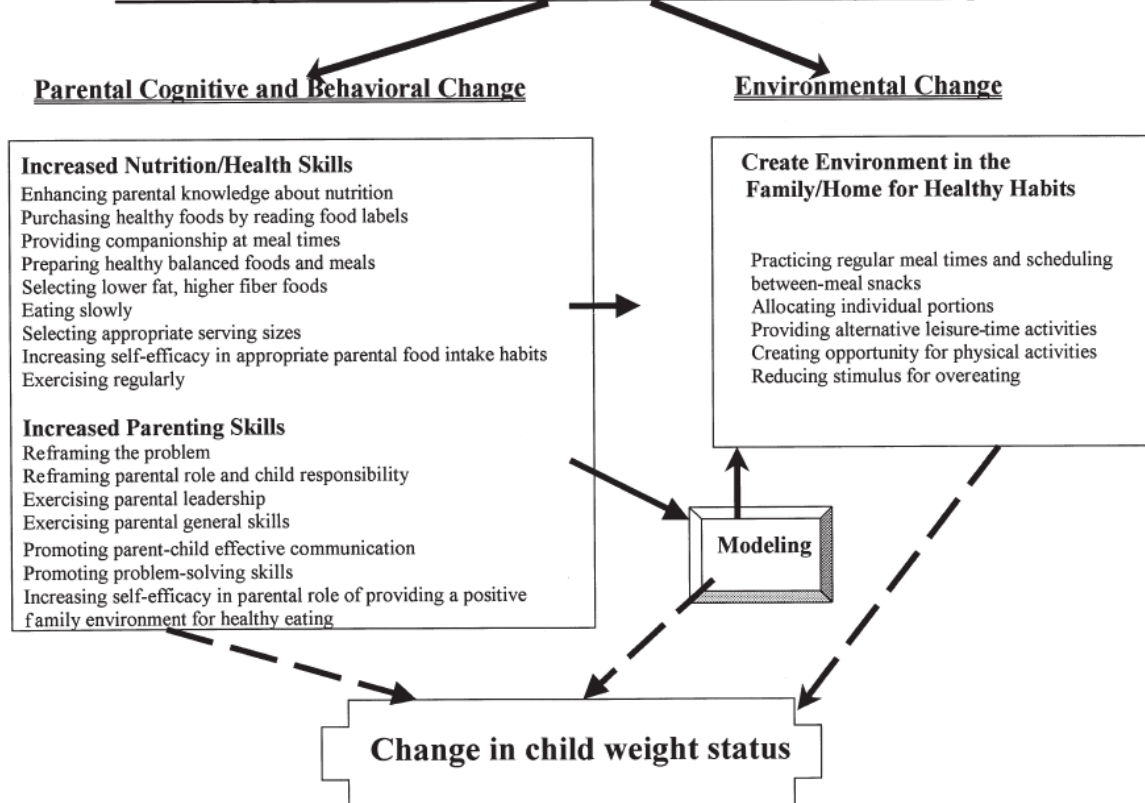 Parental Cognitive and Behavioral Change
Environmental Change
Increased Nutrition/Health Skills
Enhancing parental knowledge about nutrition
Purchasing healthy foods by reading food labels
Providing companionship at meal times
Preparing healthy balanced foods and meals
Selecting lower fat, higher fiber foods
Eating slowly
Selecting appropriate serving sizes
Increasing self-efficacy in appropriate parental food intake habits
Exercising regularly
Increased Parenting Skills
Reframing the problem
Reframing parental role and child responsibility
Exercising parental leadership
Exercising parental general skills
Promoting parent-child effective communication
Promoting problem-solving skills
Increasing self-efficacy in parental role of providing a positive
family environment for healthy eating
Create Environment in the
Family/Home for Healthy Habits
Practicing regular meal times and scheduling
between-meal snacks
Allocating individual portions
Providing alternative leisure-time activities
Creating opportunity for physical activities
Reducing stimulus for overeating
Modeling
Change in child weight status